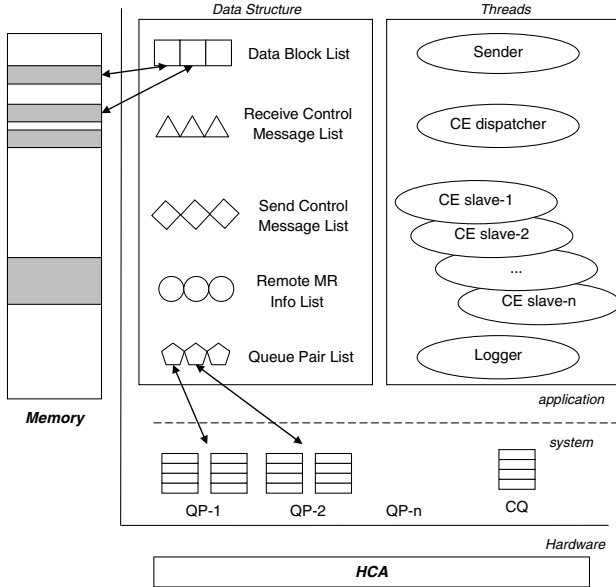 Data Structure
Threads
Data Block List
Sender
Receive Control
Message List
CE dispatcher
CE slave-1
Send Control
Message List
CE slave-2
...
Remote MR
Info List
CE slave-n
Queue Pair List
Logger
application
Memory
system
QP-1
QP-2
QP-n
CQ
Hardware
HCA